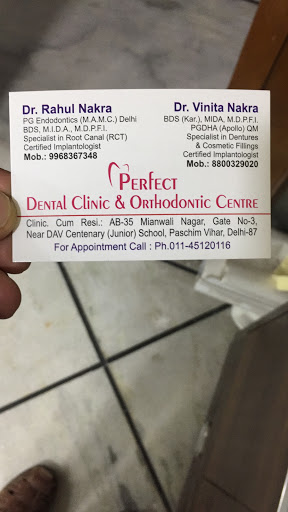 Dr. Rahul Nakra
PG Endodontics (M.A.M.C.) Delhi
BDS, M.I.D.A., M.D.P.F.I.
Specialist in Root Canal (RCT)
Certified Implantologist
Mob.: 9968367348
Dr. Vinita Nakra
BDS (Kar.), MIDA, M.D.P.F.I.
PGDHA (Apollo) QM
Specialist in Dentures
& Cosmetic Fillings
Certified Implantologist
Mob.: 8800329020
PERFECT
DENTAL CLINIC & ORTHODONTIC CENTRE
Clinic. Cum Resi.: AB-35 Mianwali Nagar, Gate No-3,
Near DAV Centenary (Junior) School, Paschim Vihar, Delhi-87
For Appointment Call : Ph.011-45120116